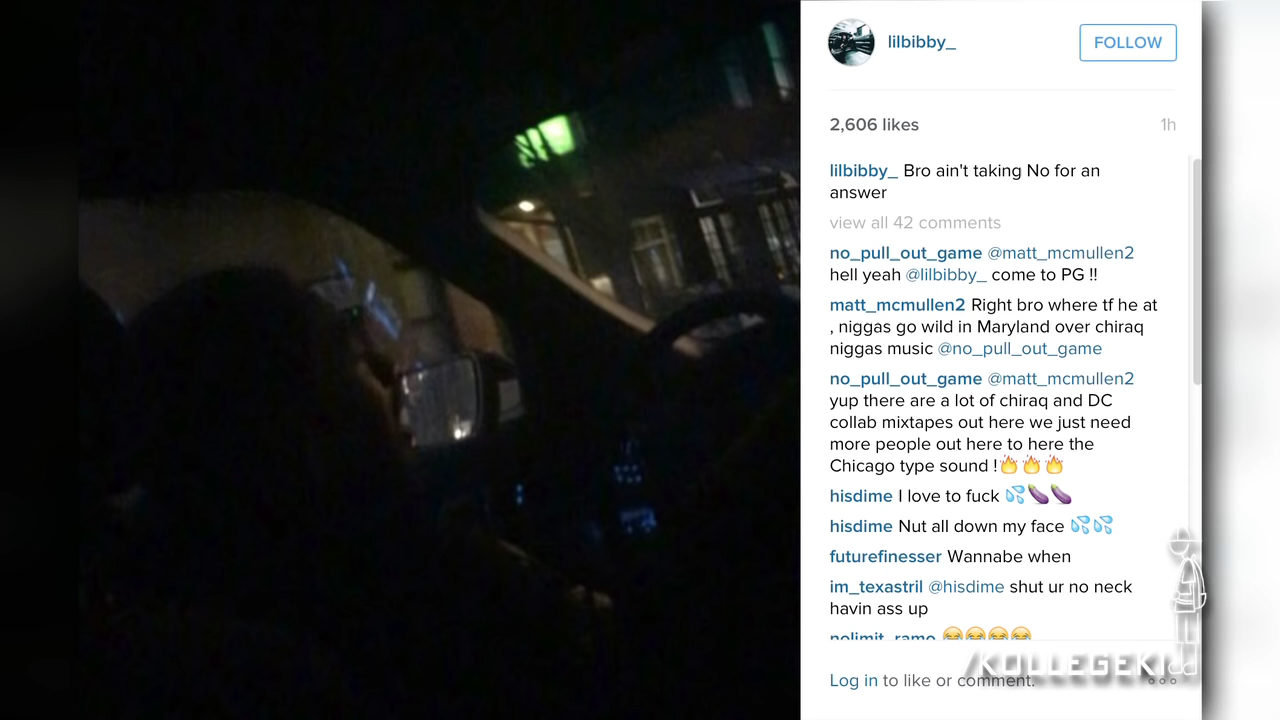 lilbibby_
FOLLOW
2,606 likes
1h
lilbibby_ Bro ain't taking No for an
answer
view all 42 comments
no_pull_out_game @matt_mcmullen2
hell yeah @lilbibby_ come to PG !!
matt_mcmullen2 Right bro where tf he at
, niggas go wild in Maryland over chiraq
niggas music @no_pull_out_game
no_pull_out_game @matt_mcmullen2
yup there are a lot of chiraq and DC
collab mixtapes out here we just need
more people out here to here the
Chicago type sound !🔥🔥🔥
hisdime I love to fuck 💦🍆🍆
hisdime Nut all down my face 💦💦
futurefinesser Wannabe when
im_texastril @hisdime shut ur no neck
havin ass up
nolimit_ramo 😂😂😂😂
Log in to like or comment.
/KOLLEGEKI